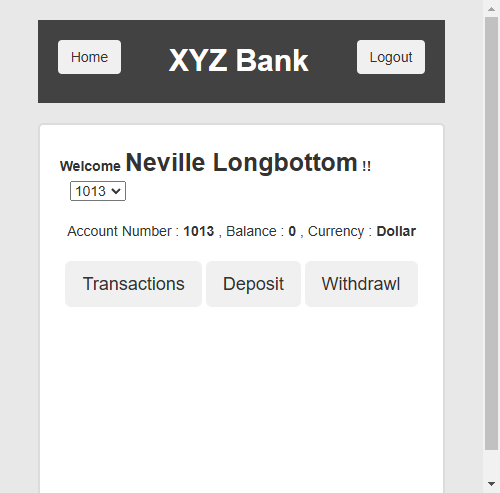 Home XYZ Bank Logout
Welcome Neville Longbottom !!
1013
Account Number : 1013 , Balance : 0 , Currency : Dollar
Transactions Deposit Withdrawl